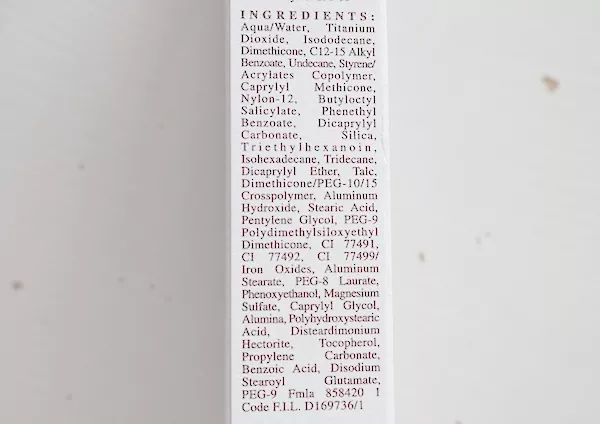 INGREDIENTS:
Aqua/Water, Titanium
Dioxide, Isododecane,
Dimethicone, C12-15 Alkyl
Benzoate, Undecane, Styrene/
Acrylates Copolymer,
Caprylyl Methicone,
Nylon-12, Butyloctyl
Salicylate, Phenethyl
Benzoate, Dicaprylyl
Carbonate, Silica,
Triethylhexanoin,
Isohexadecane, Tridecane,
Dicaprylyl Ether, Talc,
Dimethicone/PEG-10/15
Crosspolymer, Aluminum
Hydroxide, Stearic Acid,
Pentylene Glycol, PEG-9
Polydimethylsiloxyethyl
Dimethicone, CI 77491,
CI 77492, CI 77499/
Iron Oxides, Aluminum
Stearate, PEG-8 Laurate,
Phenoxyethanol, Magnesium
Sulfate, Caprylyl Glycol,
Alumina, Polyhydroxystearic
Acid, Disteardimonium
Hectorite, Tocopherol,
Propylene Carbonate,
Benzoic Acid, Disodium
Stearoyl Glutamate,
PEG-9 Fmla 858420 1
Code F.I.L. D169736/1